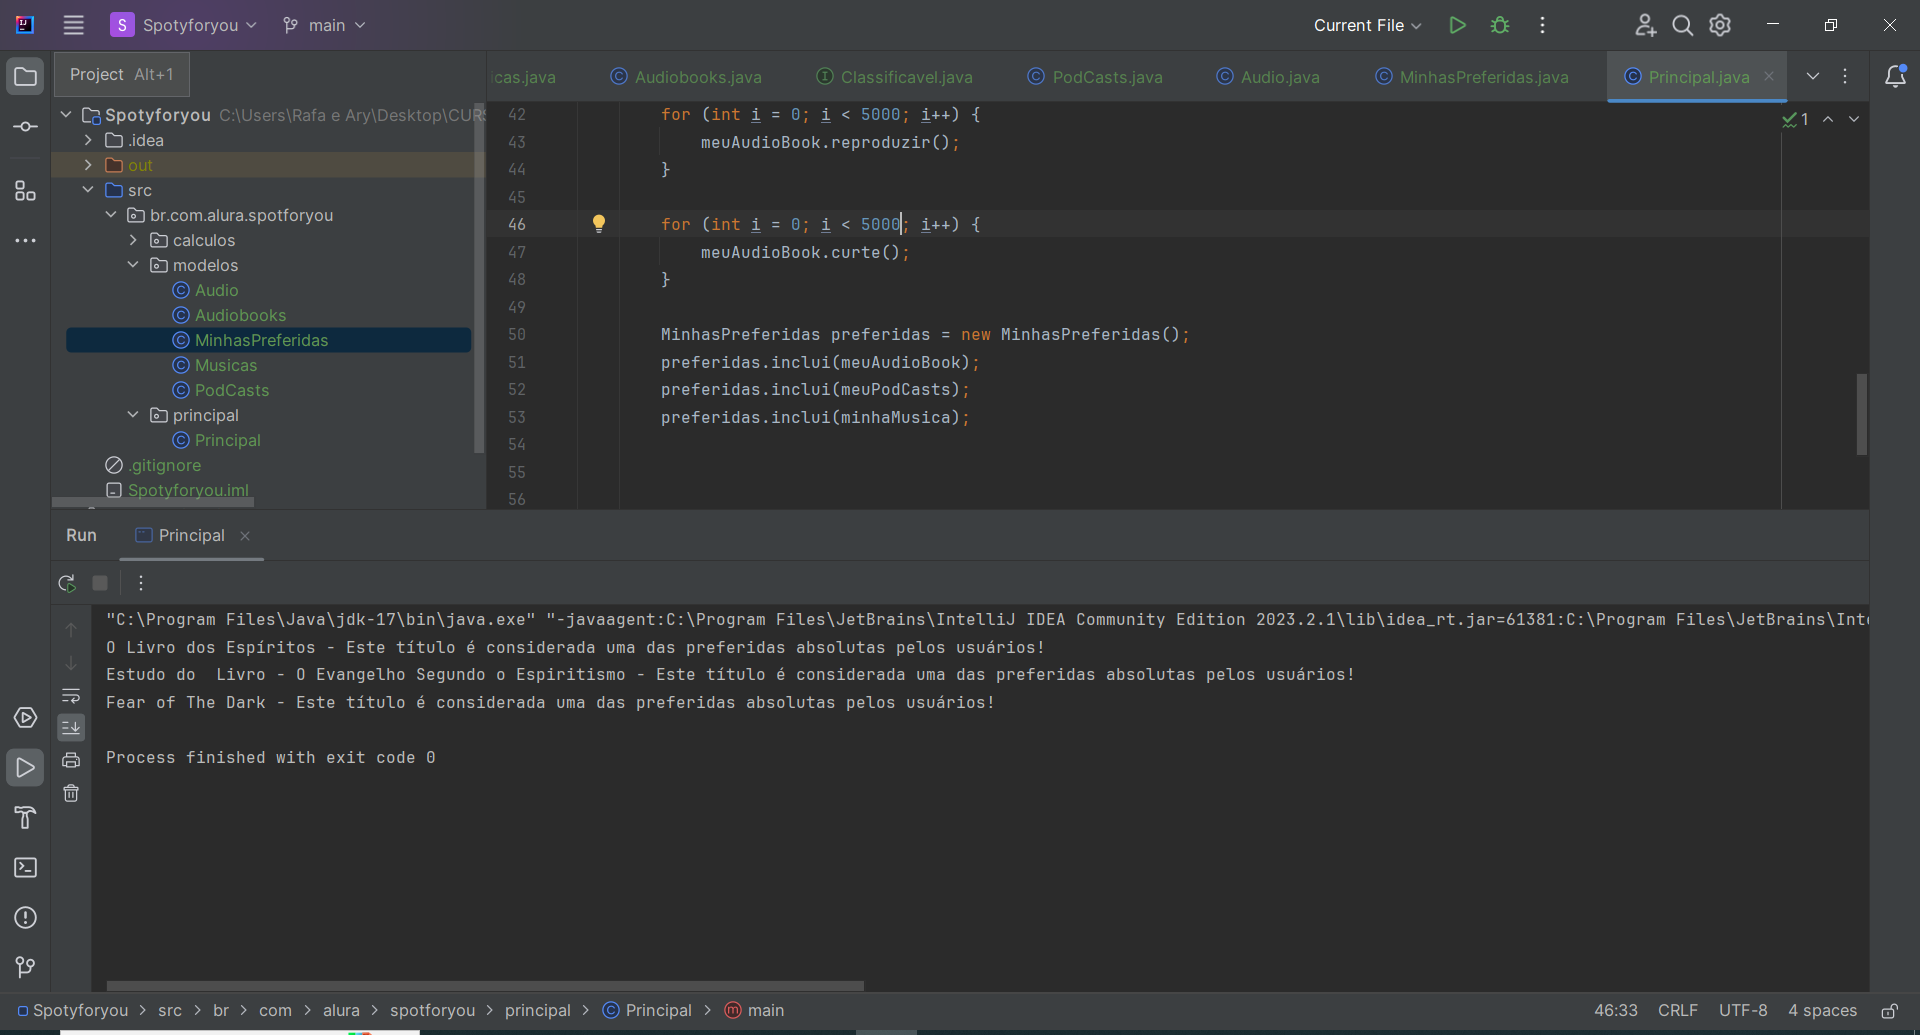 S Spotyforyou main Current File
Project Alt+1
icas.java Audiobooks.java Classificavel.java PodCasts.java Audio.java MinhasPreferidas.java Principal.java
Spotyforyou C:\Users\Rafa e Ary\Desktop\CURS
.idea
out
src
br.com.alura.spotforyou
calculos
modelos
Audio
Audiobooks
MinhasPreferidas
Musicas
PodCasts
principal
Principal
.gitignore
Spotyforyou.iml
1
42 for (int i = 0; i < 5000; i++) {
43 meuAudioBook.reproduzir();
44 }
45
46 for (int i = 0; i < 5000; i++) {
47 meuAudioBook.curte();
48 }
49
50 MinhasPreferidas preferidas = new MinhasPreferidas();
51 preferidas.inclui(meuAudioBook);
52 preferidas.inclui(meuPodCasts);
53 preferidas.inclui(minhaMusica);
54
55
56
Run Principal
"C:\Program Files\Java\jdk-17\bin\java.exe" "-javaagent:C:\Program Files\JetBrains\IntelliJ IDEA Community Edition 2023.2.1\lib\idea_rt.jar=61381:C:\Program Files\JetBrains\Inte
O Livro dos Espíritos - Este título é considerada uma das preferidas absolutas pelos usuários!
Estudo do  Livro - O Evangelho Segundo o Espiritismo - Este título é considerada uma das preferidas absolutas pelos usuários!
Fear of The Dark - Este título é considerada uma das preferidas absolutas pelos usuários!
Process finished with exit code 0
Spotyforyou > src > br > com > alura > spotforyou > principal > Principal > main 46:33 CRLF UTF-8 4 spaces